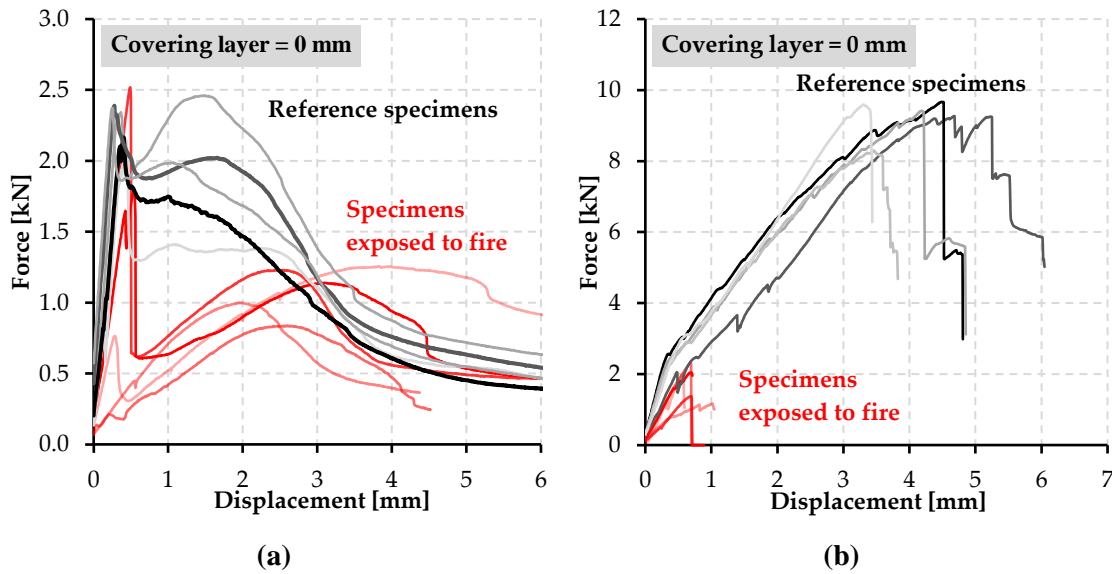 3.0
2.5
2.0
1.5
1.0
0.5
0.0
Force [kN]
Covering layer = 0 mm
Reference specimens
Specimens
exposed to fire
0 1 2 3 4 5 6
Displacement [mm]
(a)
12
10
8
6
4
2
0
Force [kN]
Covering layer = 0 mm
Reference specimens
Specimens
exposed to fire
0 1 2 3 4 5 6 7
Displacement [mm]
(b)